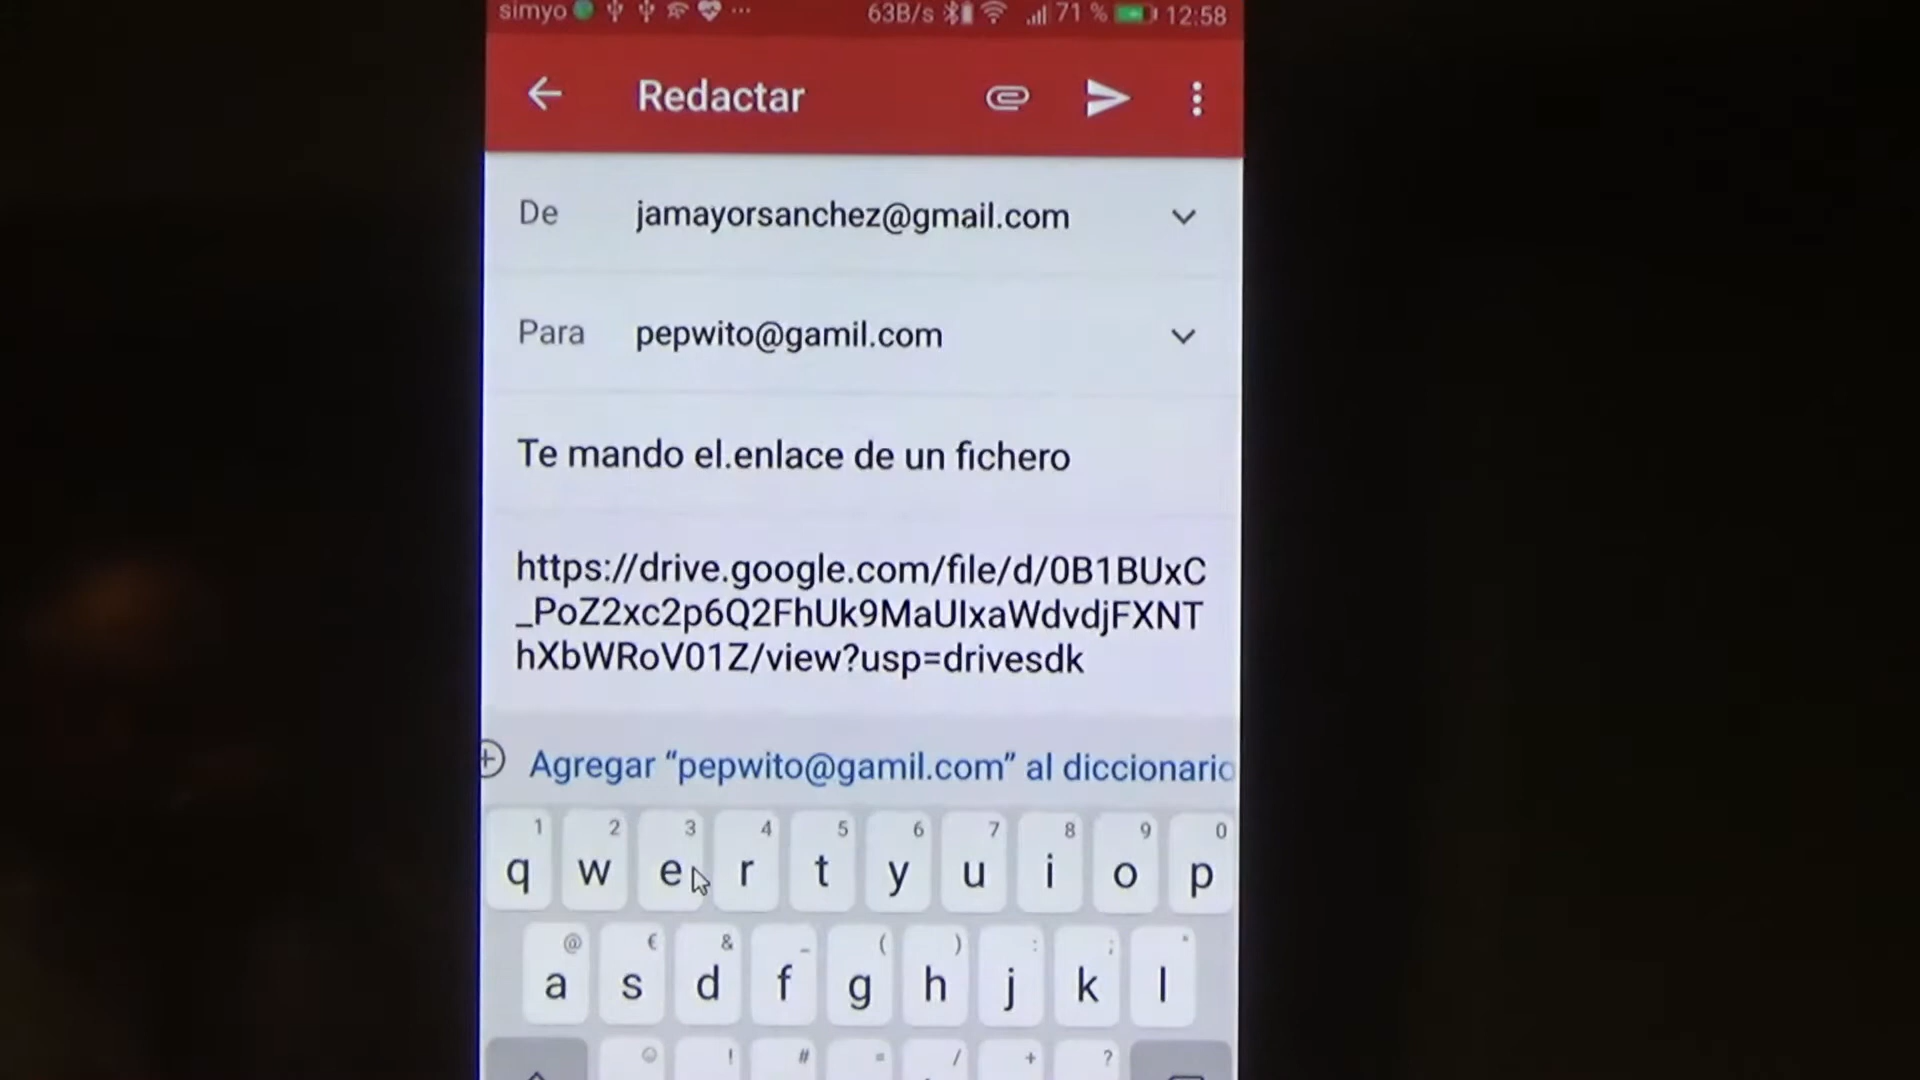 simyo 63B/s 71 % 12:58
Redactar
De jamayorsanchez@gmail.com
Para pepwito@gamil.com
Te mando el.enlace de un fichero
https://drive.google.com/file/d/0B1BUxC
_PoZ2xc2p6Q2FhUk9MaUIxaWdvdjFXNT
hXbWRoV01Z/view?usp=drivesdk
Agregar “pepwito@gamil.com” al diccionario
1 2 3 4 5 6 7 8 9 0
q w e r t y u i o p
@ € & _ ( ) : ; "
a s d f g h j k l
! # = / + ?